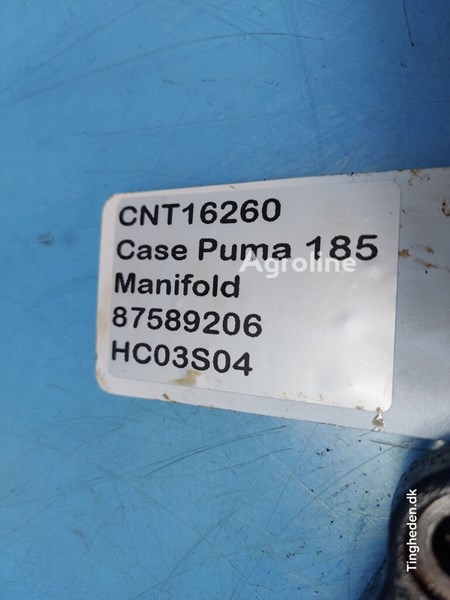 CNT16260
Case Puma 185
Agroline
Manifold
87589206
HC03S04
Tingheden.dk